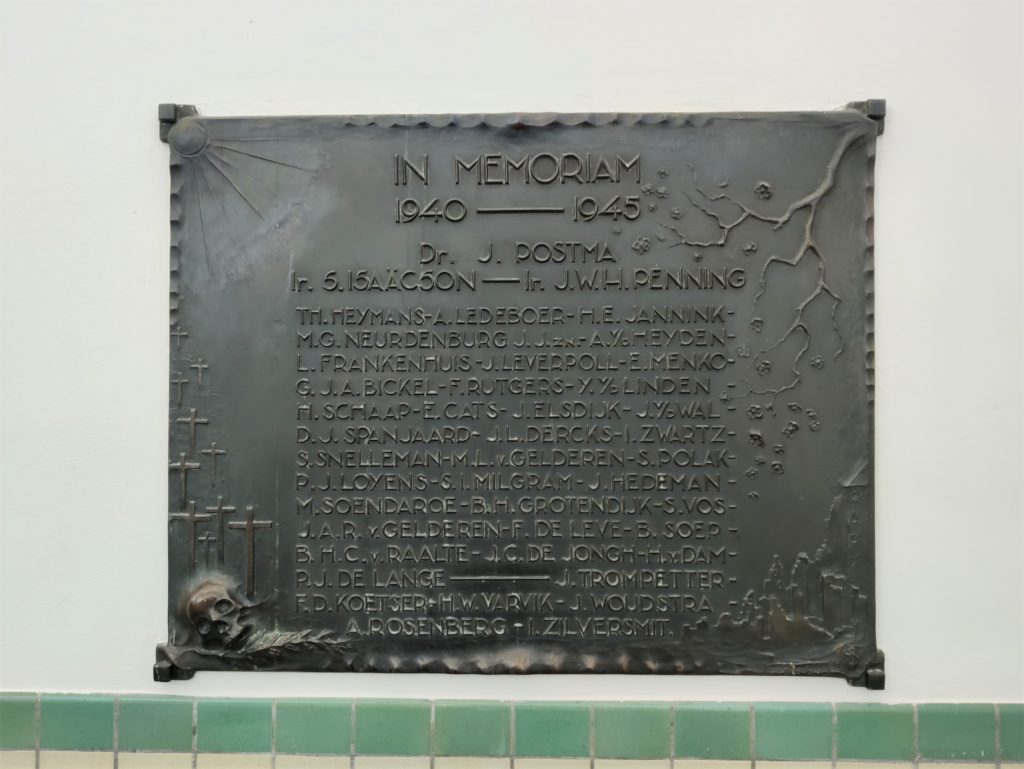 IN MEMORIAM
1940 — 1945
Dr. J. POSTMA
Ir. S. ISAÄCSON — Ir. J.W.H. PENNING
TH. HEYMANS - A. LEDEBOER - H.E. JANNINK -
M.G. NEURDENBURG J.J.ZN. - A. V/D HEYDEN -
L. FRANKENHUIS - J. LEVERPOLL - E. MENKO -
G.J.A. BICKEL - F. RUTGERS - Y. V/D LINDEN -
H. SCHAAP - E. CATS - J. ELSDIJK - J. V/D WAL -
D.J. SPANJAARD - J.L. DERCKS - I. ZWARTZ -
S. SNELLEMAN - M.L. v. GELDEREN - S. POLAK -
P.J. LOYENS - S.I. MILGRAM - J. HEDEMAN -
M. SOENDAROE - B.H. GROTENDIJK - S. VOS -
J.A.R. v. GELDEREN - F. DE LEVE - B. SOEP -
B.H.C. v. RAALTE - J.C. DE JONGH - H. v. DAM -
P.J. DE LANGE — J. TROMPETTER -
F.D. KOETSER - H.W. VARVIK - J. WOUDSTRA -
A. ROSENBERG - I. ZILVERSMIT.